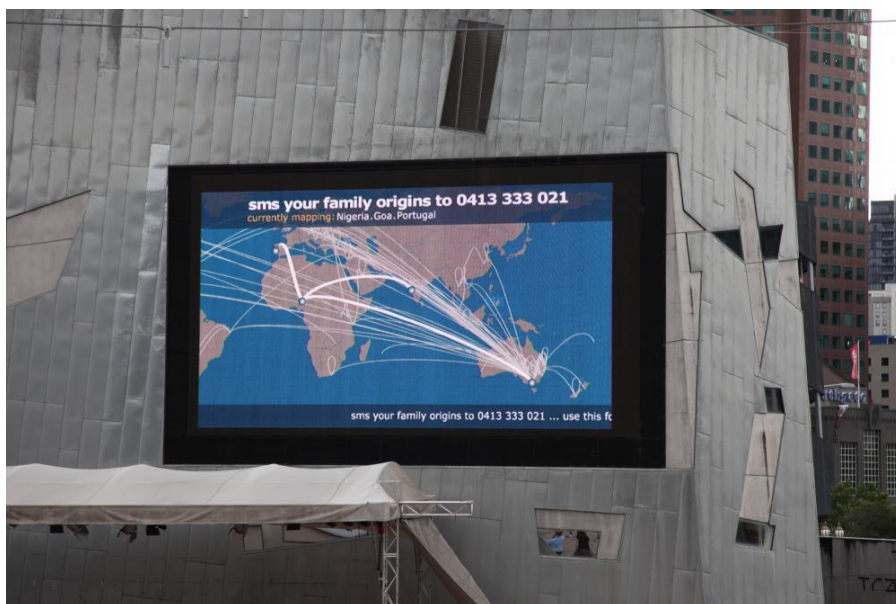 sms your family origins to 0413 333 021
currently mapping: Nigeria.Goa.Portugal
sms your family origins to 0413 333 021 ... use this fo